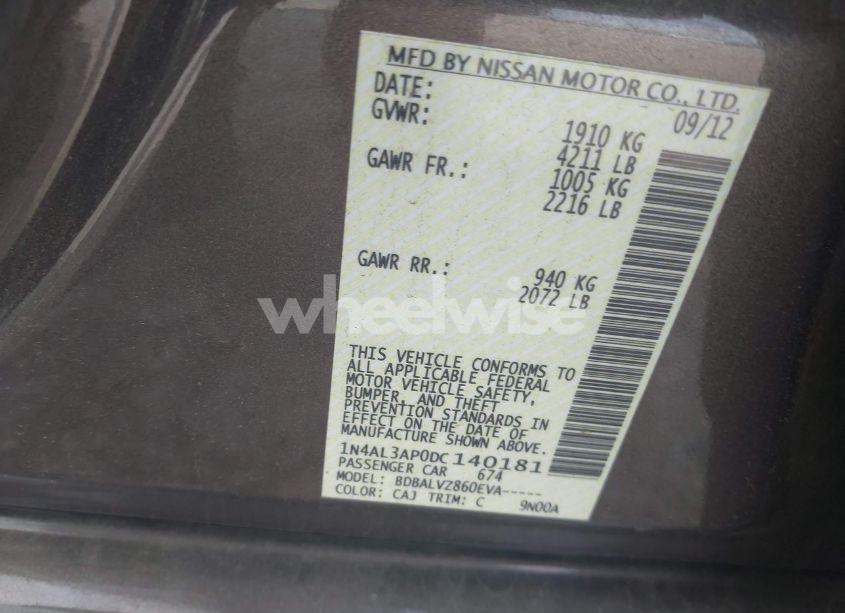 MFD BY NISSAN MOTOR CO., LTD.
DATE: 09/12
GVWR: 1910 KG
4211 LB
GAWR FR.: 1005 KG
2216 LB
GAWR RR.: 940 KG
2072 LB
wheelwise
THIS VEHICLE CONFORMS TO
ALL APPLICABLE FEDERAL
MOTOR VEHICLE SAFETY,
BUMPER, AND THEFT
PREVENTION STANDARDS IN
EFFECT ON THE DATE OF
MANUFACTURE SHOWN ABOVE.
1N4AL3AP0DC140181
PASSENGER CAR 674
MODEL: BDBALVZ860EVA-----
COLOR: CAJ TRIM: C 9N00A